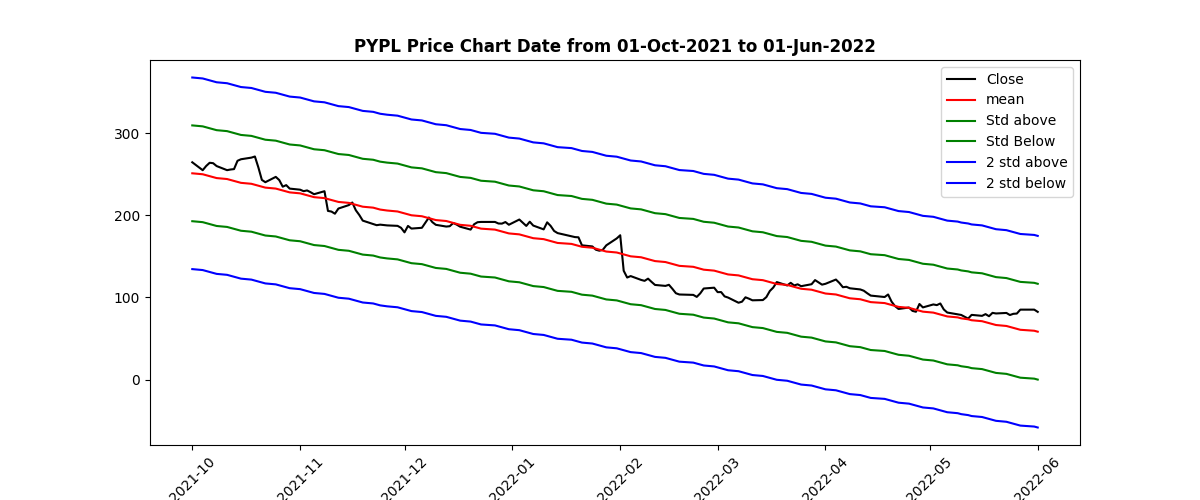 PYPL Price Chart Date from 01-Oct-2021 to 01-Jun-2022
Close
mean
Std above
Std Below
2 std above
2 std below
300
200
100
0
2021-10
2021-11
2021-12
2022-01
2022-02
2022-03
2022-04
2022-05
2022-06